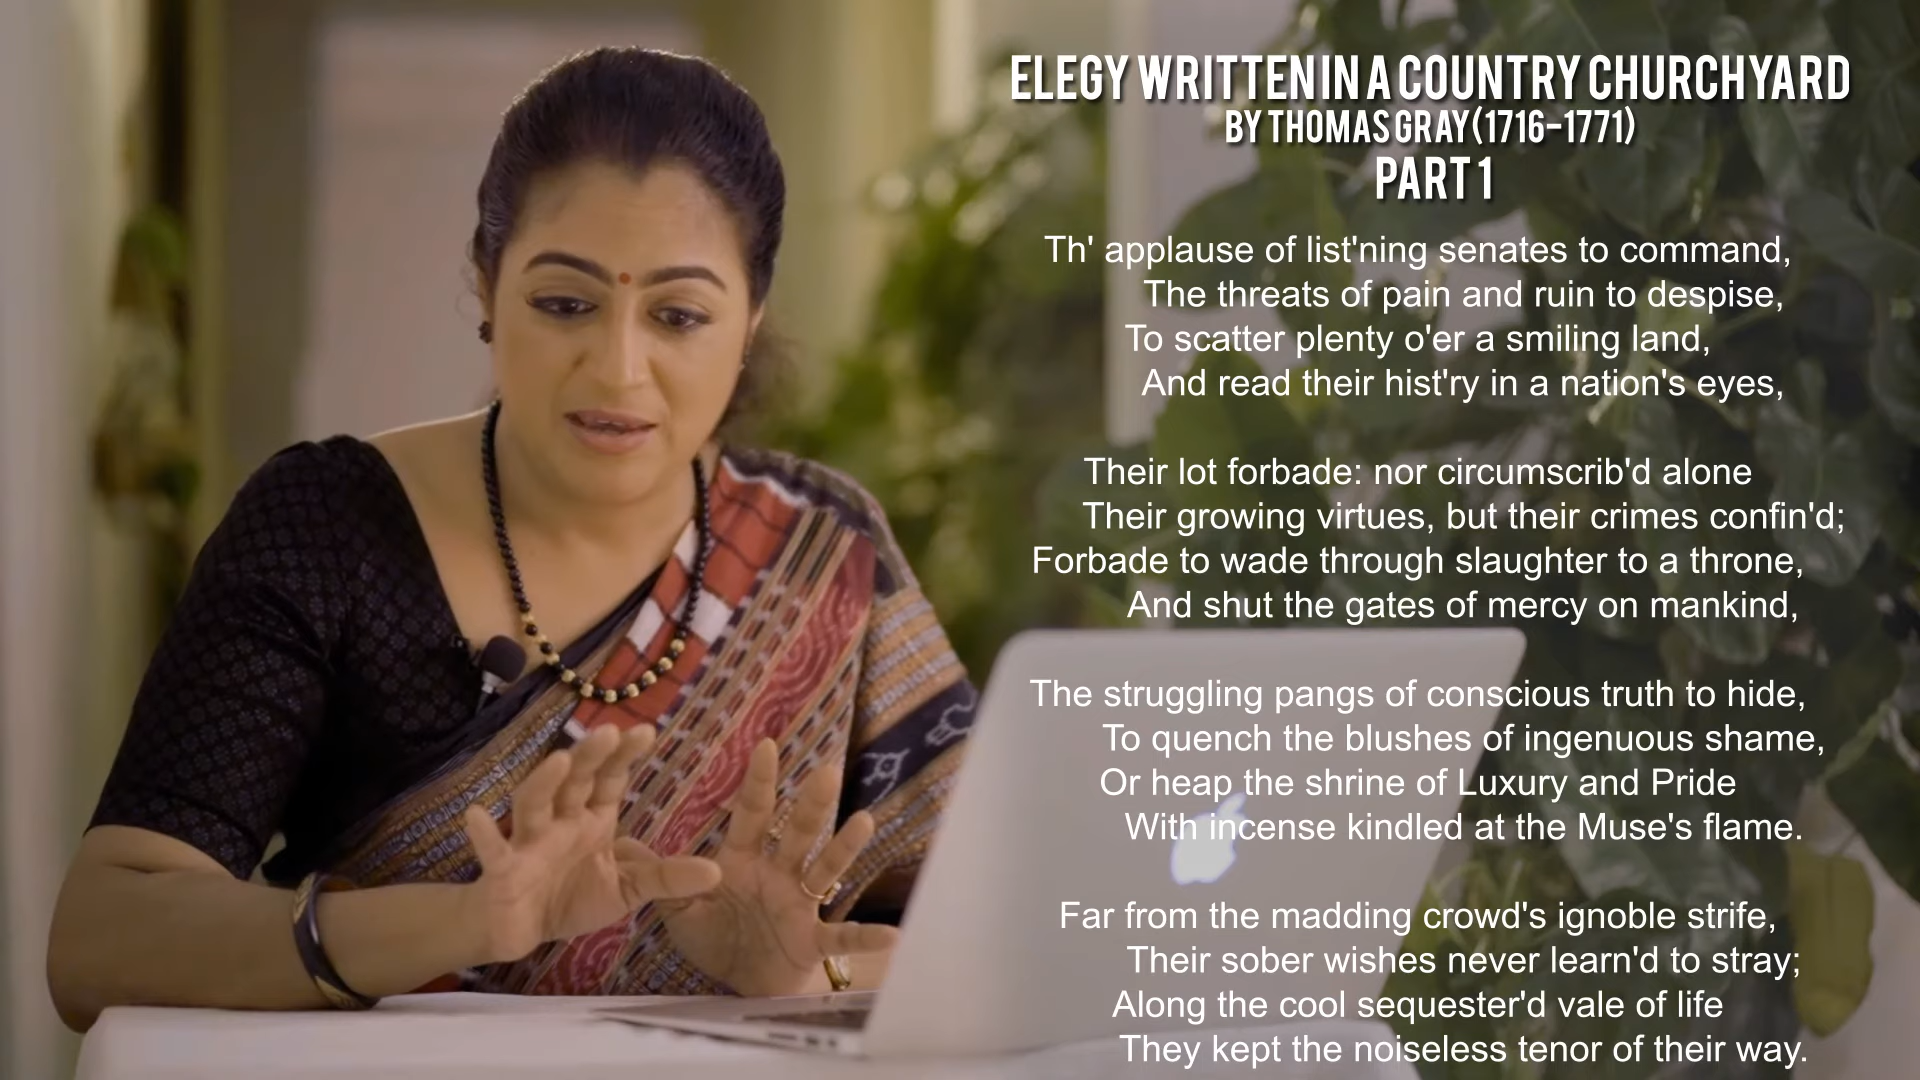 ELEGY WRITTEN IN A COUNTRY CHURCHYARD
BY THOMAS GRAY (1716-1771)
PART 1
Th' applause of list'ning senates to command,
The threats of pain and ruin to despise,
To scatter plenty o'er a smiling land,
And read their hist'ry in a nation's eyes,
Their lot forbade: nor circumscrib'd alone
Their growing virtues, but their crimes confin'd;
Forbade to wade through slaughter to a throne,
And shut the gates of mercy on mankind,
The struggling pangs of conscious truth to hide,
To quench the blushes of ingenuous shame,
Or heap the shrine of Luxury and Pride
With incense kindled at the Muse's flame.
Far from the madding crowd's ignoble strife,
Their sober wishes never learn'd to stray;
Along the cool sequester'd vale of life
They kept the noiseless tenor of their way.